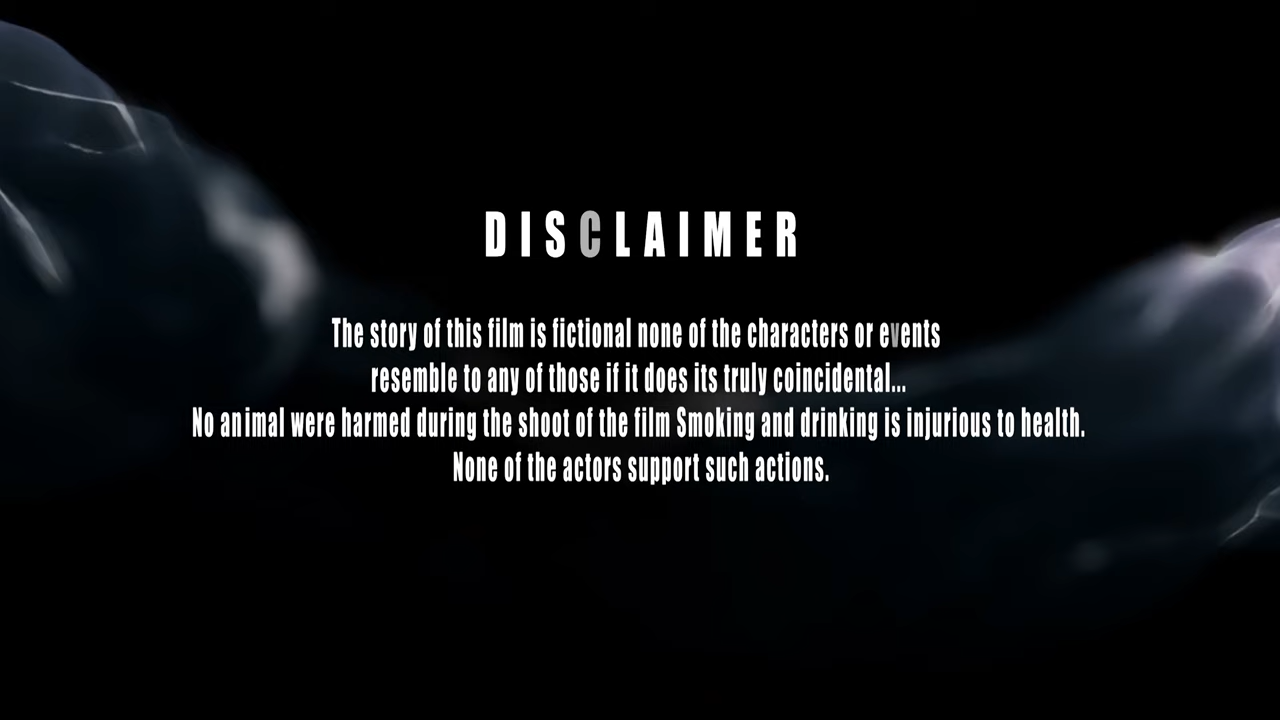 DISCLAIMER
The story of this film is fictional none of the characters or events
resemble to any of those if it does its truly coincidental...
No animal were harmed during the shoot of the film Smoking and drinking is injurious to health.
None of the actors support such actions.